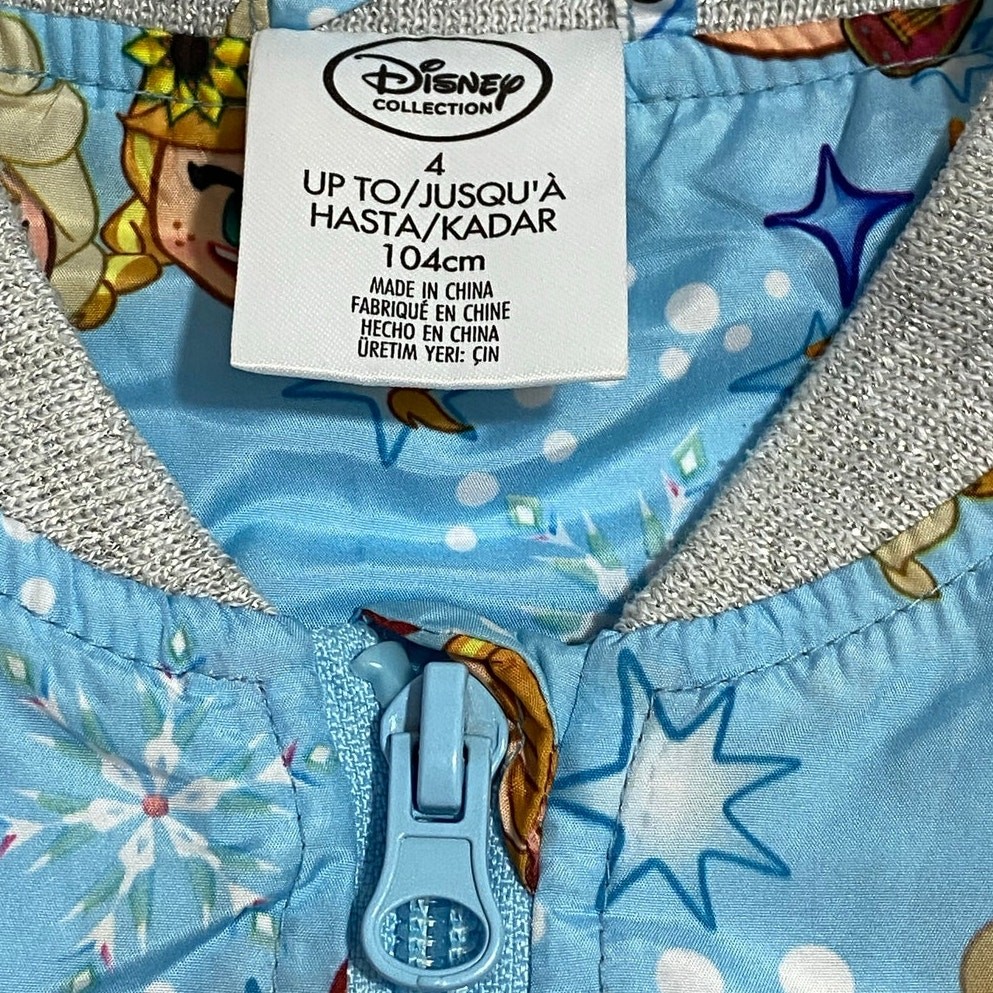 Disney
COLLECTION
4
UP TO/JUSQU'À
HASTA/KADAR
104cm
MADE IN CHINA
FABRIQUÉ EN CHINE
HECHO EN CHINA
ÜRETIM YERI: ÇIN